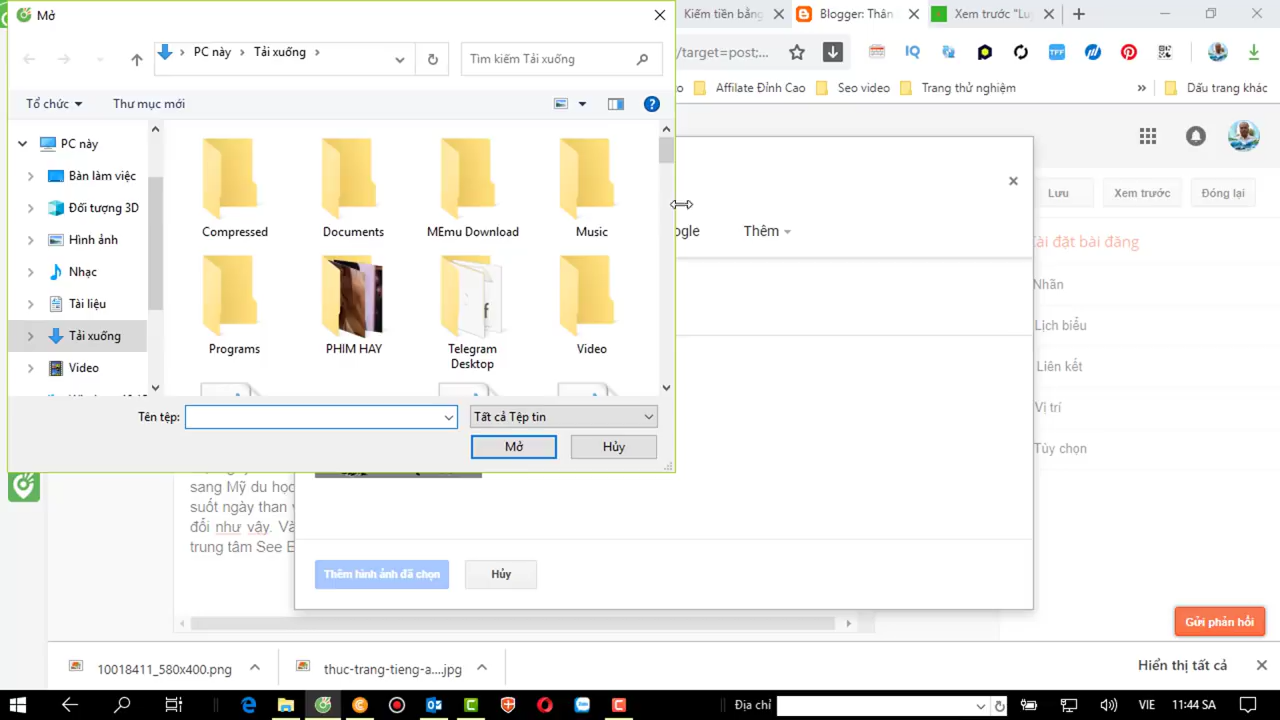 Mở
Kiếm tiền bằng
Blogger: Thân
Xem trước "Lu
PC này
Tải xuống
Tìm kiếm Tải xuống
/target=post;...
IQ
TPF
Tổ chức
Thư mục mới
Affilate Đỉnh Cao
Seo video
Trang thử nghiệm
»
Dấu trang khác
PC này
Bàn làm việc
Đối tượng 3D
Hình ảnh
Nhạc
Tài liệu
Tải xuống
Video
Compressed
Documents
MEmu Download
Music
Programs
PHIM HAY
Telegram
Desktop
Video
Lưu
Xem trước
Đóng lại
ogle
Thêm
Cài đặt bài đăng
Nhãn
Lịch biểu
Liên kết
Vị trí
Tùy chọn
Tên tệp:
Tất cả Tệp tin
Mở
Hủy
sang Mỹ du học
suốt ngày than v
đổi như vậy. Và
trung tâm See E
Thêm hình ảnh đã chọn
Hủy
Gửi phản hồi
10018411_580x400.png
thuc-trang-tieng-a....jpg
Hiển thị tất cả
Địa chỉ
VIE
11:44 SA